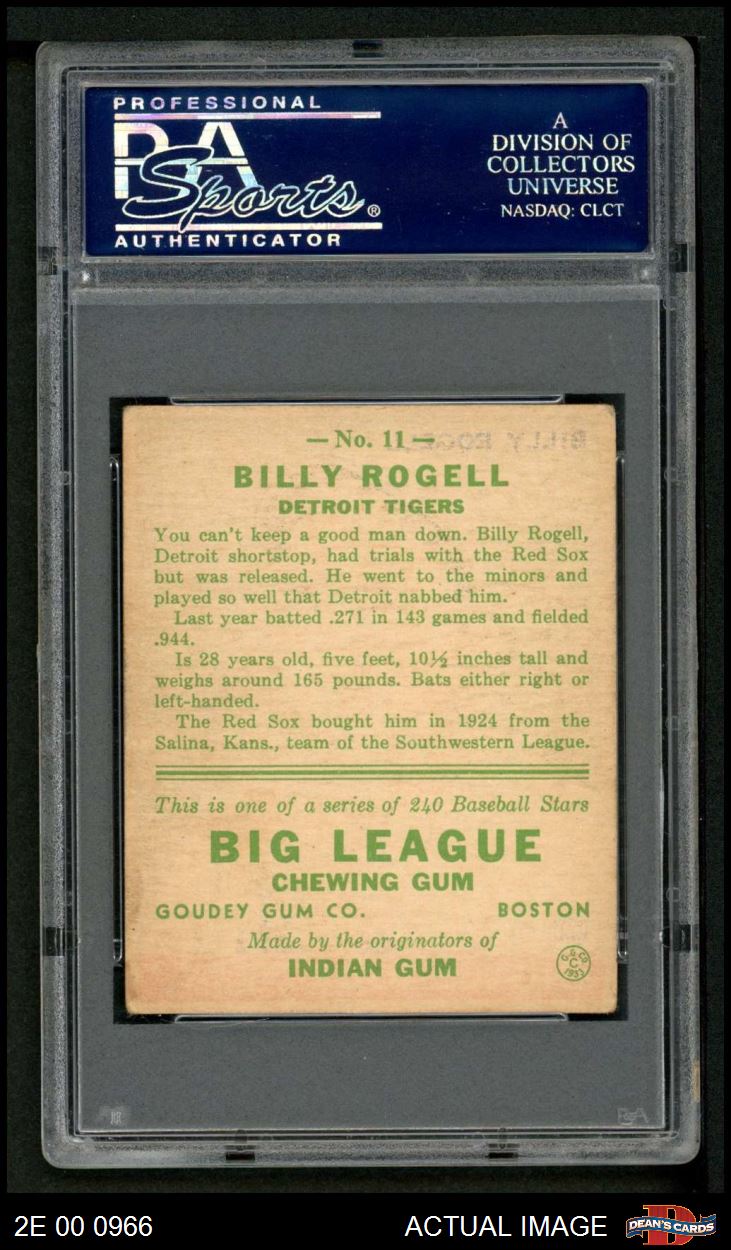 PROFESSIONAL
PSA
Sports®
AUTHENTICATOR
A
DIVISION OF
COLLECTORS
UNIVERSE
NASDAQ: CLCT
— No. 11 —
BILLY ROGELL
DETROIT TIGERS
You can't keep a good man down. Billy Rogell,
Detroit shortstop, had trials with the Red Sox
but was released. He went to the minors and
played so well that Detroit nabbed him.
Last year batted .271 in 143 games and fielded
.944.
Is 28 years old, five feet, 10½ inches tall and
weighs around 165 pounds. Bats either right or
left-handed.
The Red Sox bought him in 1924 from the
Salina, Kans., team of the Southwestern League.
This is one of a series of 240 Baseball Stars
BIG LEAGUE
CHEWING GUM
GOUDEY GUM CO. BOSTON
Made by the originators of
INDIAN GUM
G.G.CO.
C
1933
PSA
2E 00 0966
ACTUAL IMAGE
DEAN'S CARDS